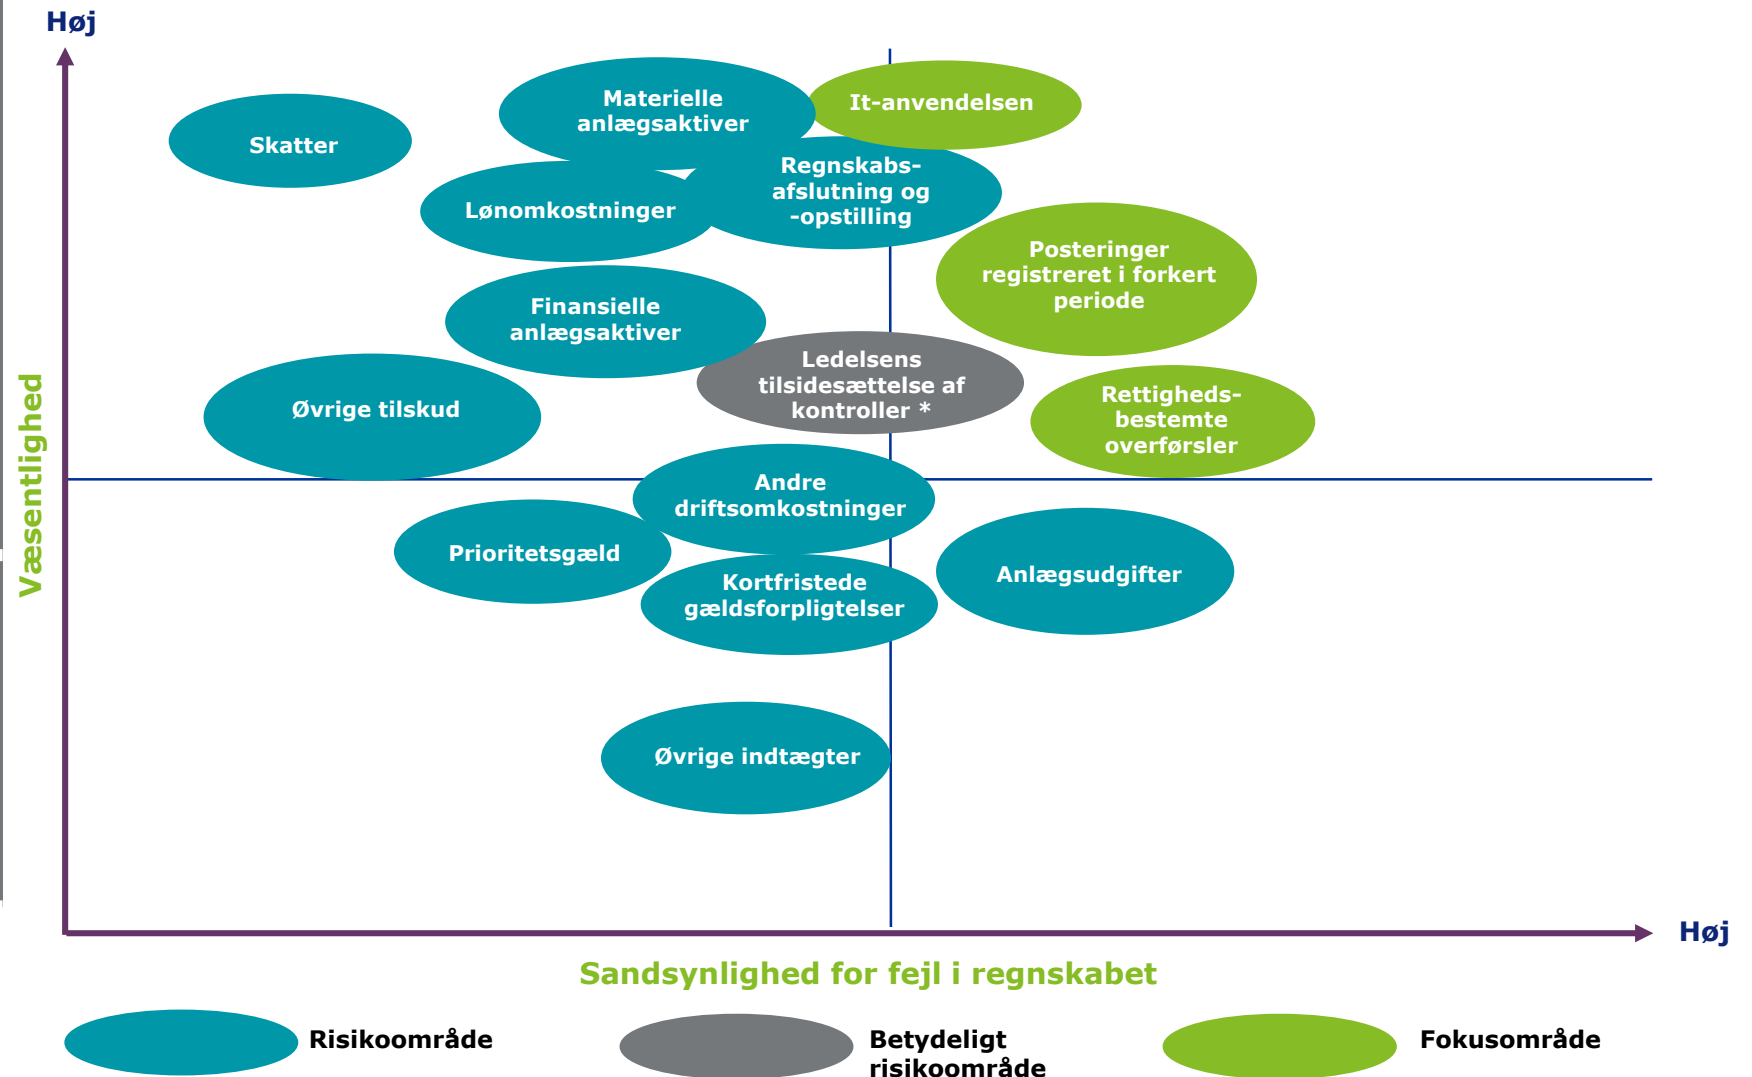 Høj
Materielle
anlægsaktiver
It-anvendelsen
Skatter
Regnskabs-
afslutning og
-opstilling
Lønomkostninger
Posteringer
registreret i forkert
periode
Finansielle
anlægsaktiver
Ledelsens
tilsidesættelse af
kontroller *
Rettigheds-
bestemte
overførsler
Øvrige tilskud
Væsentlighed
Andre
driftsomkostninger
Prioritetsgæld
Anlægsudgifter
Kortfristede
gældsforpligtelser
Øvrige indtægter
Høj
Sandsynlighed for fejl i regnskabet
Risikoområde
Betydeligt
risikoområde
Fokusområde